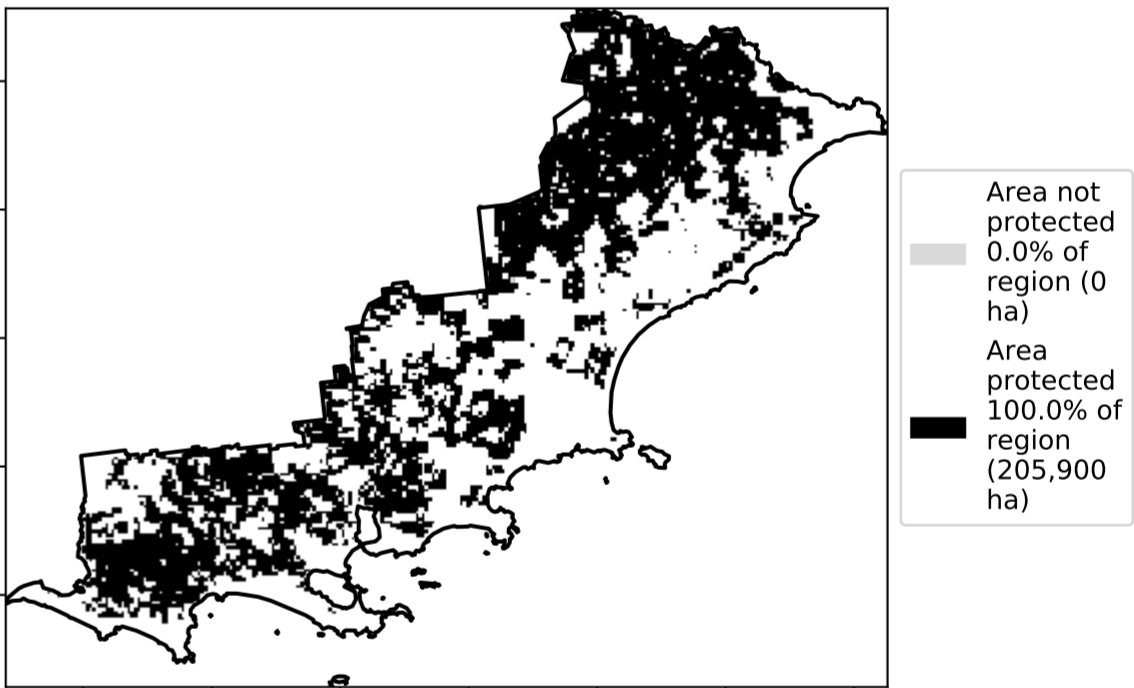 Area not
protected
0.0% of
region (0
ha)
Area
protected
100.0% of
region
(205,900
ha)